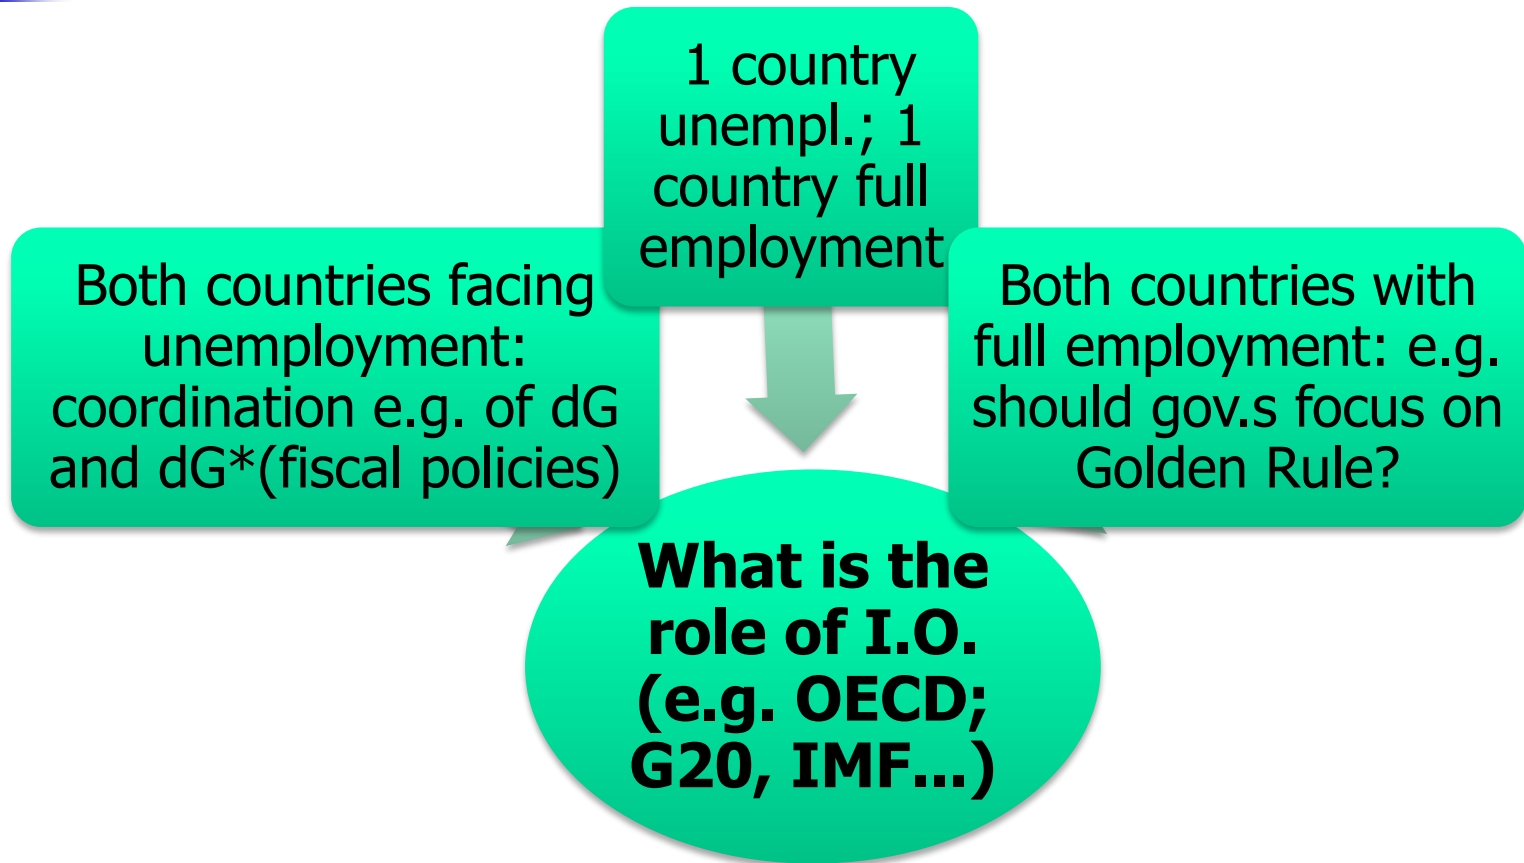 1 country
unempl.; 1
country full
employment
Both countries facing
unemployment:
coordination e.g. of dG
and dG*(fiscal policies)
Both countries with
full employment: e.g.
should gov.s focus on
Golden Rule?
What is the
role of I.O.
(e.g. OECD;
G20, IMF...)